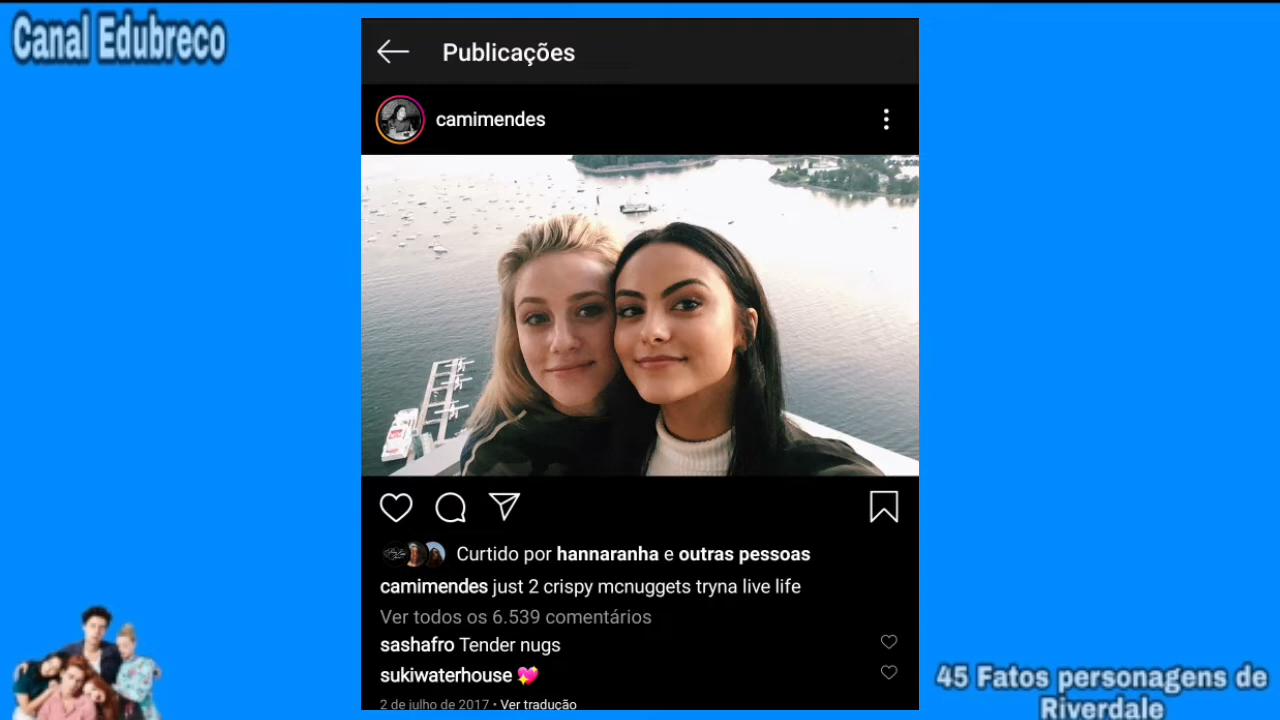 Canal Edubreco
Publicações
camimendes
Curtido por hannaranha e outras pessoas
camimendes just 2 crispy mcnuggets tryna live life
Ver todos os 6.539 comentários
sashafro Tender nugs
sukiwaterhouse 💖
2 de julho de 2017 • Ver tradução
45 Fatos personagens de
Riverdale